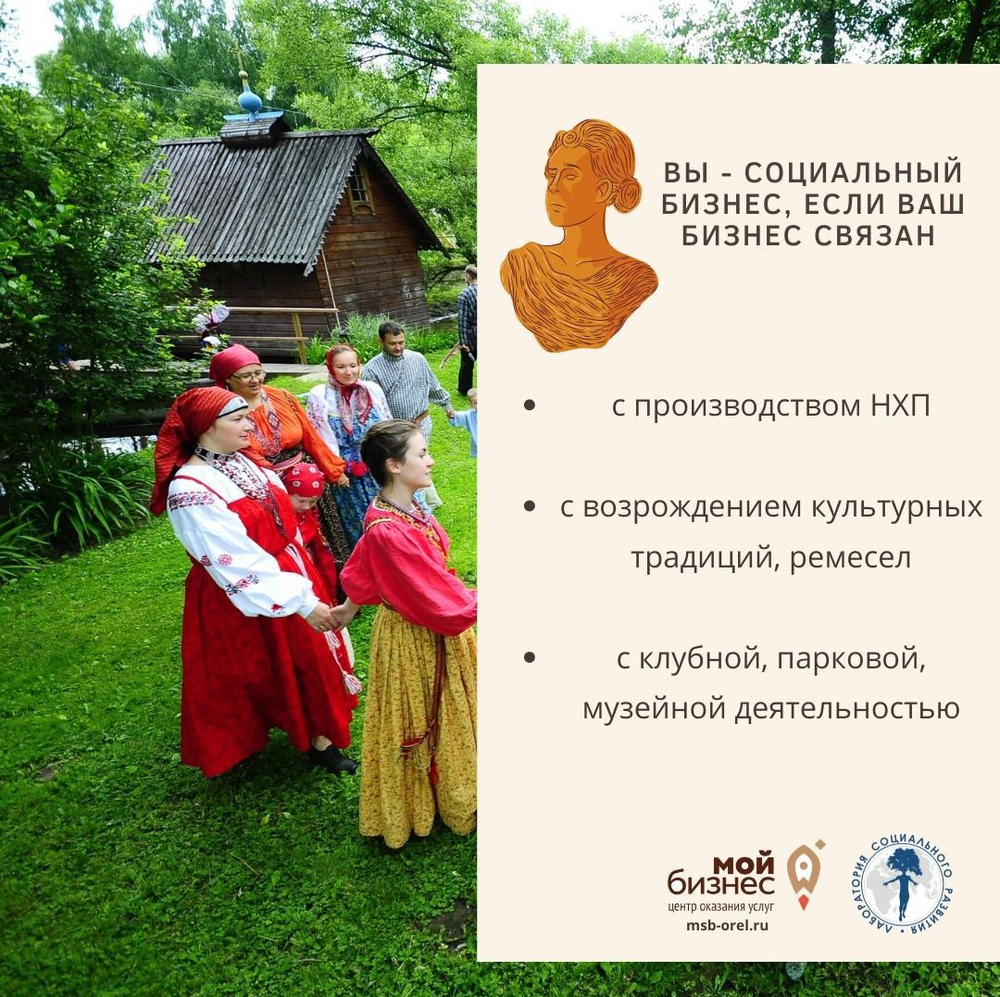 ВЫ - СОЦИАЛЬНЫЙ
БИЗНЕС, ЕСЛИ ВАШ
БИЗНЕС СВЯЗАН
• с производством НХП
• с возрождением культурных
традиций, ремесел
• с клубной, парковой,
музейной деятельностью
мой
бизнес
центр оказания услуг
msb-orel.ru
ЛАБОРАТОРИЯ СОЦИАЛЬНОГО РАЗВИТИЯ •